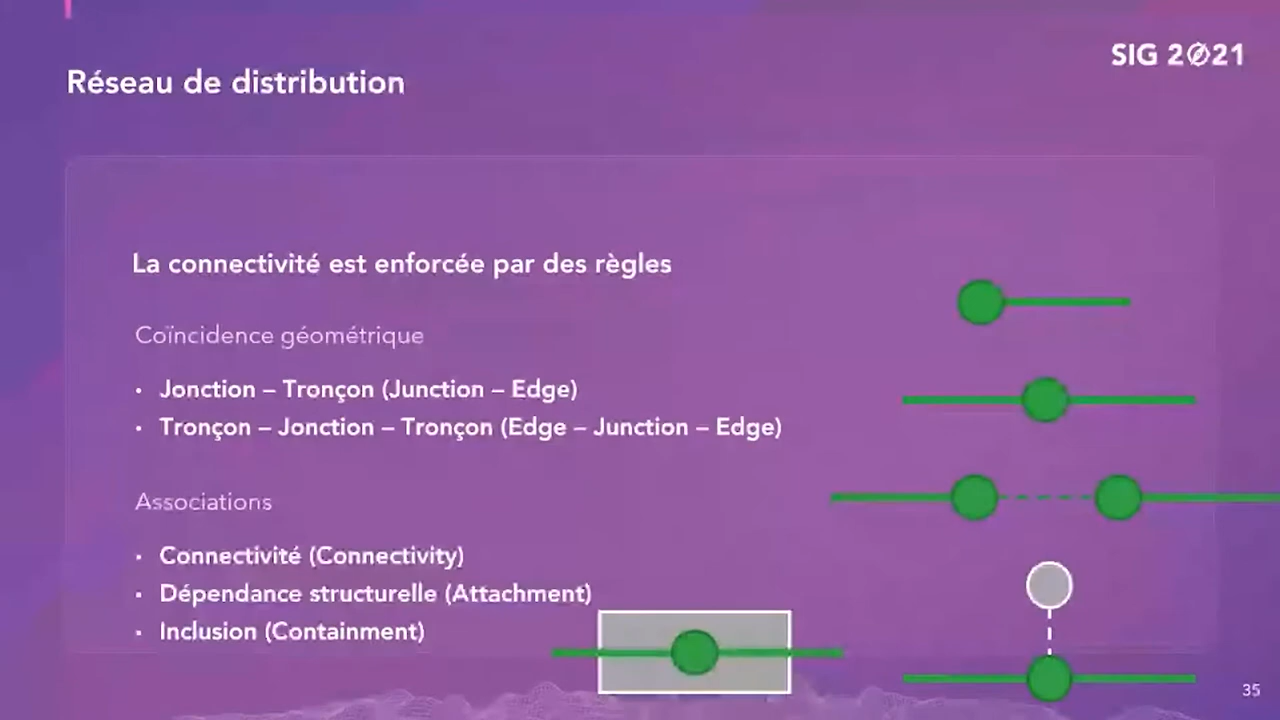 SIG 2021
Réseau de distribution
La connectivité est enforcée par des règles
Coïncidence géométrique
• Jonction – Tronçon (Junction – Edge)
• Tronçon – Jonction – Tronçon (Edge – Junction – Edge)
Associations
• Connectivité (Connectivity)
• Dépendance structurelle (Attachment)
• Inclusion (Containment)
35